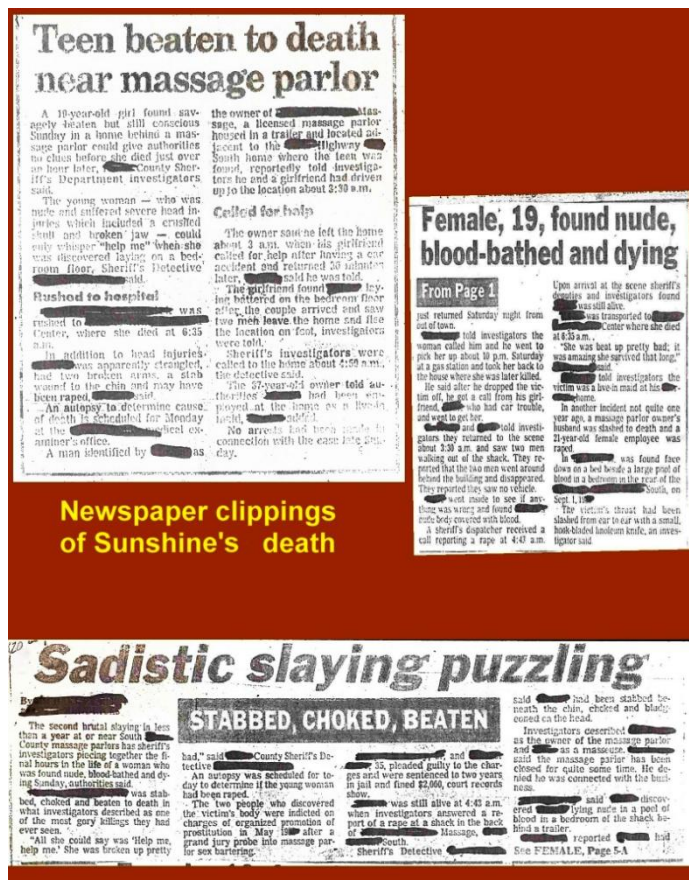 Teen beaten to death
near massage parlor
A 19-year-old girl found sav-
agely beaten but still conscious
Sunday in a home behind a mas-
sage parlor could give authorities
no clues before she died just over
an hour later, County Sher-
iff's Department investigators
said.
The young woman — who was
nude and suffered severe head in-
juries which included a crushed
skull and broken jaw — could
only whisper "help me" when she
was discovered laying on a bed-
room floor, Sheriff's Detective
said.
Rushed to hospital
was
rushed to
Center, where she died at 6:35
a.m.
In addition to head injuries,
was apparently strangled,
had two broken arms, a stab
wound to the chin and may have
been raped, said.
An autopsy to determine cause
of death is scheduled for Monday
at the ical ex-
aminer's office.
A man identified by as
the owner of Mas-
sage, a licensed massage parlor
housed in a trailer and located ad-
jacent to the Highway
South home where the teen was
found, reportedly told investiga-
tors he and a girlfriend had driven
up to the location about 3:30 a.m.
Called for help
The owner said he left the home
about 3 a.m. when his girlfriend
called for help after having a car
accident and returned 30 minutes
later, said he was told.
The girlfriend found lay-
ing battered on the bedroom floor
after the couple arrived and saw
two men leave the home and flee
the location on foot, investigators
were told.
Sheriff's investigators were
called to the home about 4:50 a.m.,
the detective said.
The 37-year-old owner told au-
thorities had been em-
ployed at the home as a live-in
held, added.
No arrests had been made in
connection with the case late Sun-
day.
Female, 19, found nude,
blood-bathed and dying
From Page 1
just returned Saturday night from
out of town.
told investigators the
woman called him and he went to
pick her up about 10 p.m. Saturday
at a gas station and took her back to
the house where she was later killed.
He said after he dropped the vic-
tim off, he got a call from his girl-
friend, who had car trouble,
and went to get her.
and told investi-
gators they returned to the scene
about 3:30 a.m. and saw two men
walking out of the shack. They re-
ported that the two men went around
behind the building and disappeared.
They reported they saw no vehicle.
went inside to see if any-
thing was wrong and found
nude body covered with blood.
A sheriff's dispatcher received a
call reporting a rape at 4:43 a.m.
Upon arrival at the scene sheriff's
deputies and investigators found
was still alive.
was transported to
Center where she died
at 6:35 a.m.
"She was beat up pretty bad; it
was amazing she survived that long,"
said.
told investigators the
victim was a live-in maid at his
home.
In another incident not quite one
year ago, a massage parlor owner's
husband was slashed to death and a
21-year-old female employee was
raped.
In was found face
down on a bed beside a large pool of
blood in a bedroom in the rear of the
South, on
Sept. 1, 19
The victim's throat had been
slashed from ear to ear with a small,
hook-bladed linoleum knife, an inves-
tigator said.
Newspaper clippings
of Sunshine's death
Sadistic slaying puzzling
By
STABBED, CHOKED, BEATEN
The second brutal slaying in less
than a year at or near South
County massage parlors has sheriff's
investigators piecing together the fi-
nal hours in the life of a woman who
was found nude, blood-bathed and dy-
ing Sunday, authorities said.
was stab-
bed, choked and beaten to death in
what investigators described as one
of the most gory killings they had
ever seen.
"All she could say was 'Help me,
help me.' She was broken up pretty
bad," said County Sheriff's De-
tective
An autopsy was scheduled for to-
day to determine if the young woman
had been raped.
The two people who discovered
the victim's body were indicted on
charges of organized promotion of
prostitution in May 19 after a
grand jury probe into massage par-
lor sex bartering.
, and
, 35, pleaded guilty to the char-
ges and were sentenced to two years
in jail and fined $2,000, court records
show.
was still alive at 4:43 a.m.
when investigators answered a re-
port of a rape at a shack in the back
of Massage,
South.
Sheriff's Detective
said had been stabbed be-
neath the chin, choked and bludg-
eoned on the head.
Investigators described
as the owner of the massage parlor
and as a masseuse.
said the massage parlor has been
closed for quite some time. He de-
nied he was connected with the busi-
ness.
said discov-
ered lying nude in a pool of
blood in a bedroom of the shack be-
hind a trailer.
reported had
See FEMALE, Page 5-A